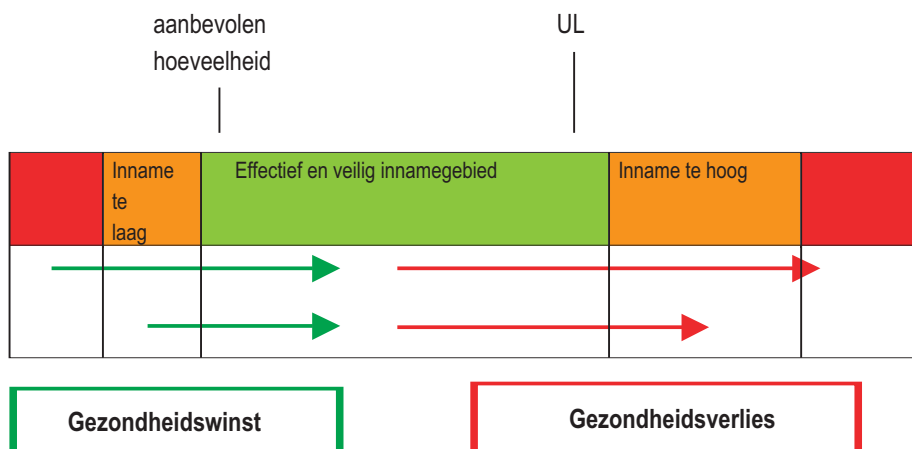 aanbevolen
hoeveelheid
UL
Inname
te
laag
Effectief en veilig innamegebied
Inname te hoog
Gezondheidswinst
Gezondheidsverlies